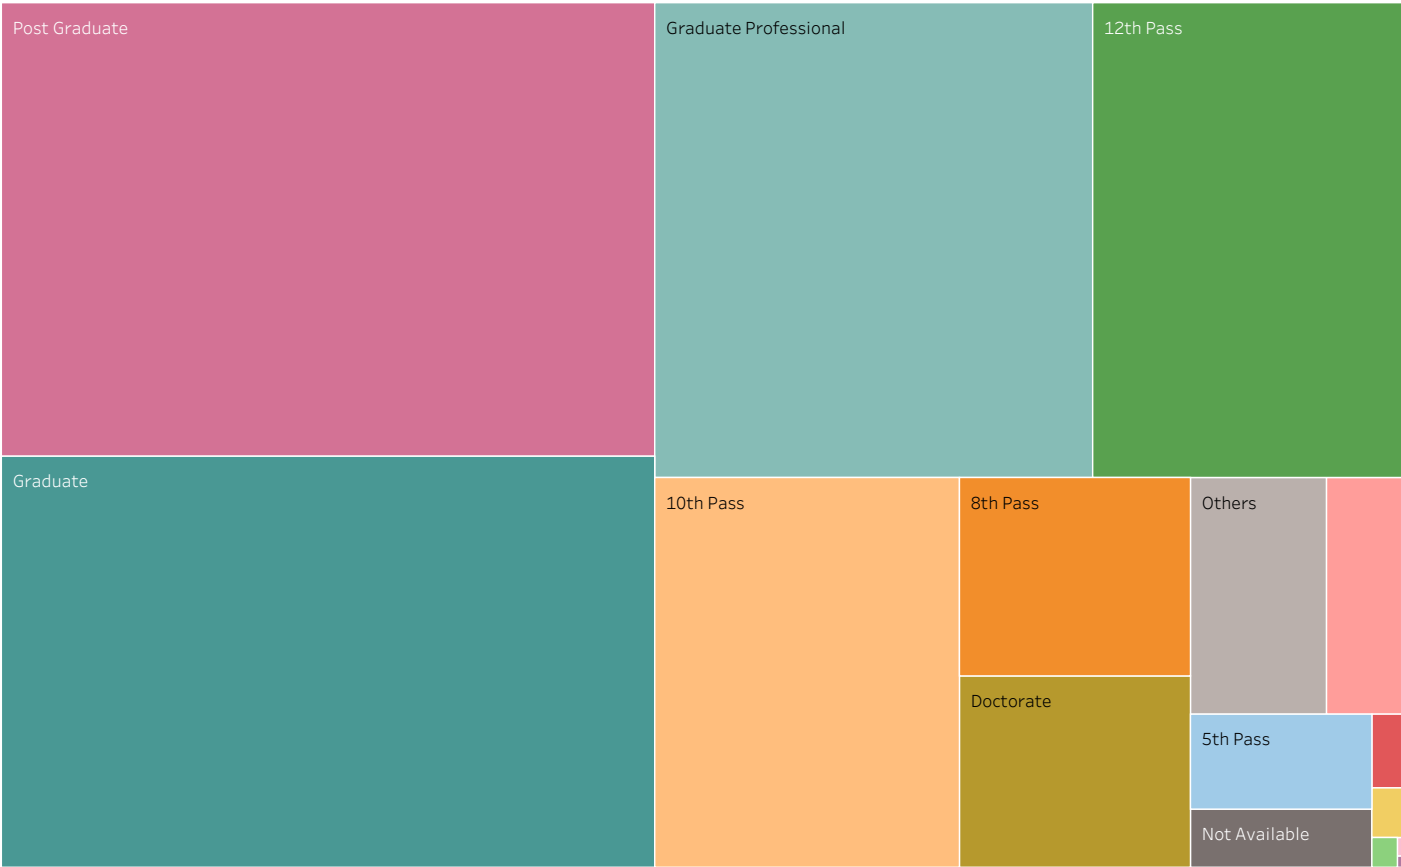 Post Graduate
Graduate Professional
12th Pass
Graduate
10th Pass
8th Pass
Others
Doctorate
5th Pass
Not Available